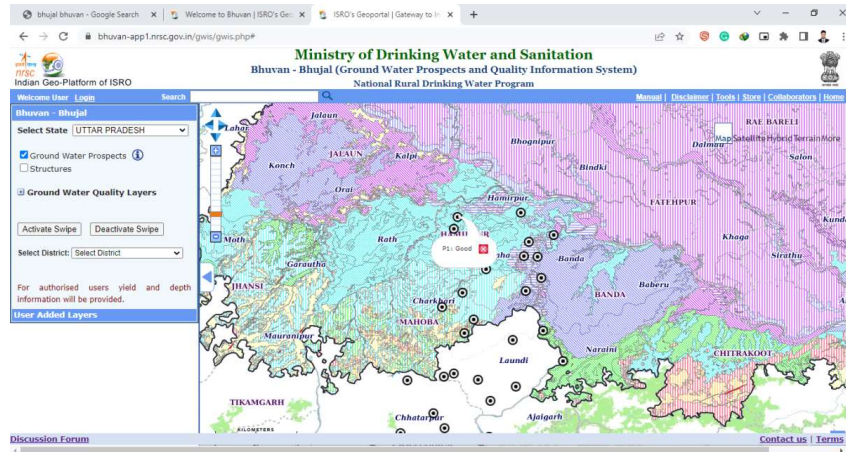 bhujal bhuvan - Google Search
Welcome to Bhuvan | ISRO's Geo
ISRO's Geoportal | Gateway to In
bhuvan-app1.nrsc.gov.in/gwis/gwis.php#
nrsc
Indian Geo-Platform of ISRO
Ministry of Drinking Water and Sanitation
Bhuvan - Bhujal (Ground Water Prospects and Quality Information System)
National Rural Drinking Water Program
Welcome User Login
Search
Manual | Disclaimer | Tools | Store | Collaborators | Home
Bhuvan - Bhujal
Select State UTTAR PRADESH
Ground Water Prospects
Structures
Ground Water Quality Layers
Activate Swipe Deactivate Swipe
Select District: Select District
For authorised users yield and depth
information will be provided.
User Added Layers
Jalaun
Lahar
RAE BARELI
Map Satellite Hybrid Terrain More
Dalmau
Bhognipur
JALAUN
Kalpi
Salon
Konch
Bindki
Orai
Hamirpur
FATEHPUR
Kunda
Moth
Rath
Khaga
P1: Good
Sirathu
Garautha
Banda
Baberu
JHANSI
BANDA
Charkhari
MAHOBA
Mauranipur
Naraini
CHITRAKOOT
Laundi
TIKAMGARH
Chhatarpur
Ajaigarh
KILOMETERS
Discussion Forum
Contact us | Terms